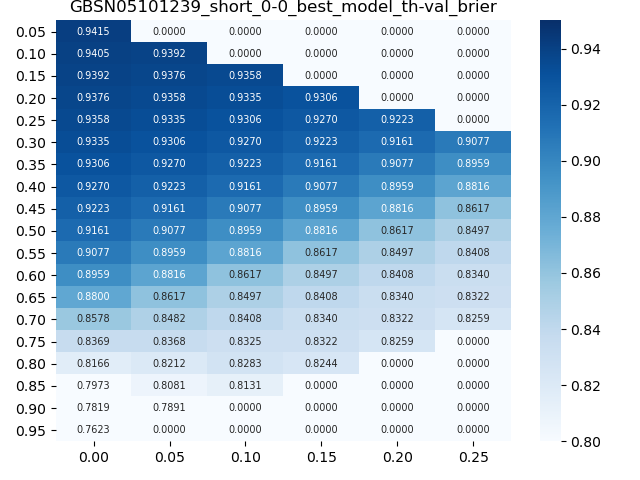 GBSN05101239_short_0-0_best_model_th-val_brier
0.05 0.9415 0.0000 0.0000 0.0000 0.0000 0.0000
0.10 0.9405 0.9392 0.0000 0.0000 0.0000 0.0000
0.15 0.9392 0.9376 0.9358 0.0000 0.0000 0.0000
0.20 0.9376 0.9358 0.9335 0.9306 0.0000 0.0000
0.25 0.9358 0.9335 0.9306 0.9270 0.9223 0.0000
0.30 0.9335 0.9306 0.9270 0.9223 0.9161 0.9077
0.35 0.9306 0.9270 0.9223 0.9161 0.9077 0.8959
0.40 0.9270 0.9223 0.9161 0.9077 0.8959 0.8816
0.45 0.9223 0.9161 0.9077 0.8959 0.8816 0.8617
0.50 0.9161 0.9077 0.8959 0.8816 0.8617 0.8497
0.55 0.9077 0.8959 0.8816 0.8617 0.8497 0.8408
0.60 0.8959 0.8816 0.8617 0.8497 0.8408 0.8340
0.65 0.8800 0.8617 0.8497 0.8408 0.8340 0.8322
0.70 0.8578 0.8482 0.8408 0.8340 0.8322 0.8259
0.75 0.8369 0.8368 0.8325 0.8322 0.8259 0.0000
0.80 0.8166 0.8212 0.8283 0.8244 0.0000 0.0000
0.85 0.7973 0.8081 0.8131 0.0000 0.0000 0.0000
0.90 0.7819 0.7891 0.0000 0.0000 0.0000 0.0000
0.95 0.7623 0.0000 0.0000 0.0000 0.0000 0.0000
0.00 0.05 0.10 0.15 0.20 0.25
0.94
0.92
0.90
0.88
0.86
0.84
0.82
0.80